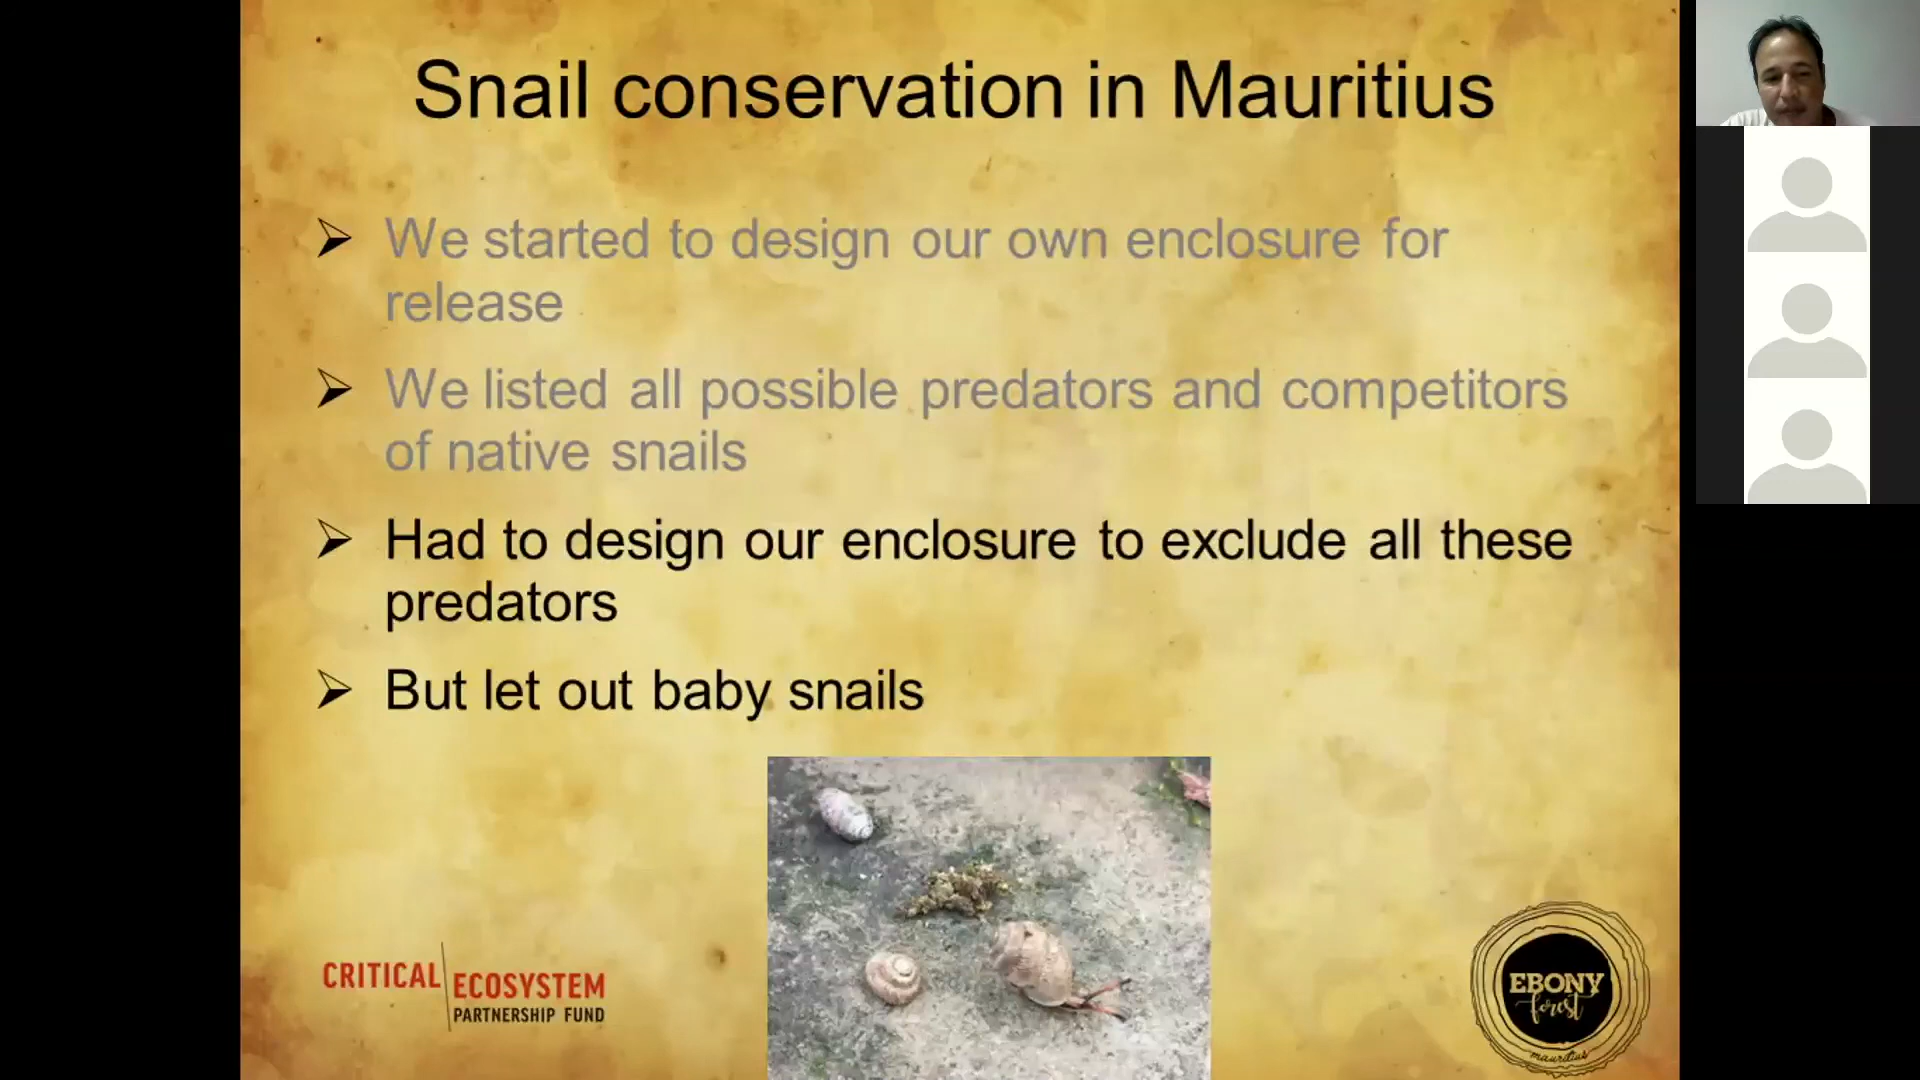 Snail conservation in Mauritius
We started to design our own enclosure for
release
We listed all possible predators and competitors
of native snails
Had to design our enclosure to exclude all these
predators
But let out baby snails
CRITICAL ECOSYSTEM
PARTNERSHIP FUND
EBONY
forest
mauritius